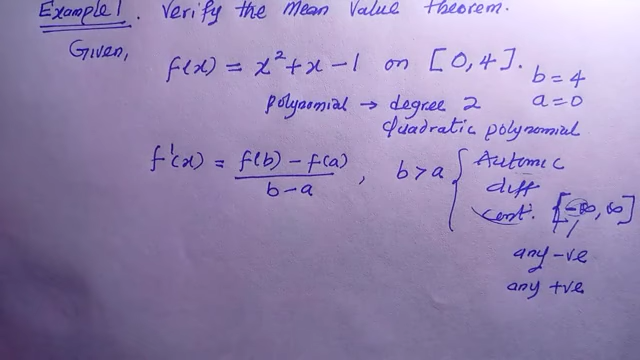 Example 1. Verify the Mean Value theorem.
Given,
f(x) = x² + x - 1 on [0, 4].
b = 4
a = 0
polynomial → degree 2
quadratic polynomial
f'(x) = f(b) - f(a) / b - a , b > a { Automic
diff
cont. [-∞, ∞]
any -ve
any +ve